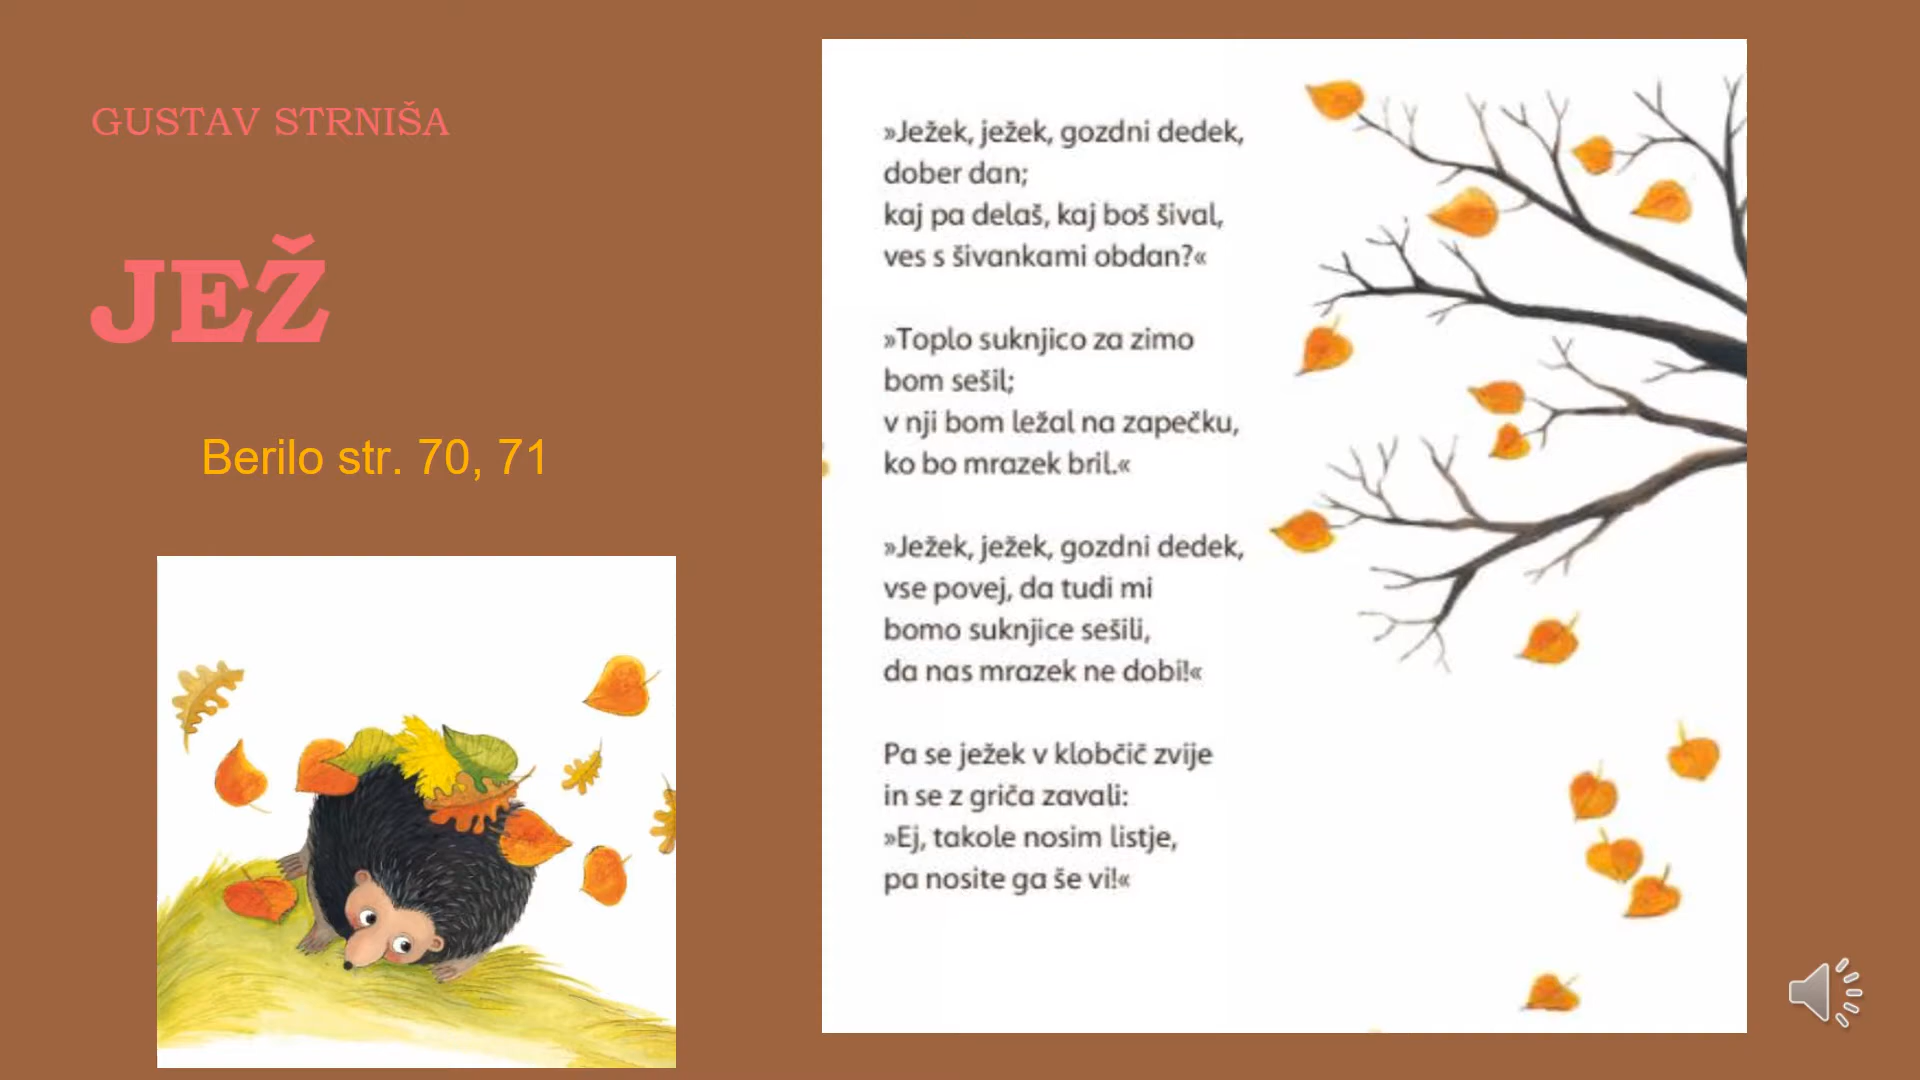 GUSTAV STRNIŠA
JEŽ
Berilo str. 70, 71
»Ježek, ježek, gozdni dedek,
dober dan;
kaj pa delaš, kaj boš šival,
ves s šivankami obdan?«
»Toplo suknjico za zimo
bom sešil;
v nji bom ležal na zapečku,
ko bo mrazek bril.«
»Ježek, ježek, gozdni dedek,
vse povej, da tudi mi
bomo suknjice sešili,
da nas mrazek ne dobi!«
Pa se ježek v klobčič zvije
in se z griča zavali:
»Ej, takole nosim listje,
pa nosite ga še vi!«